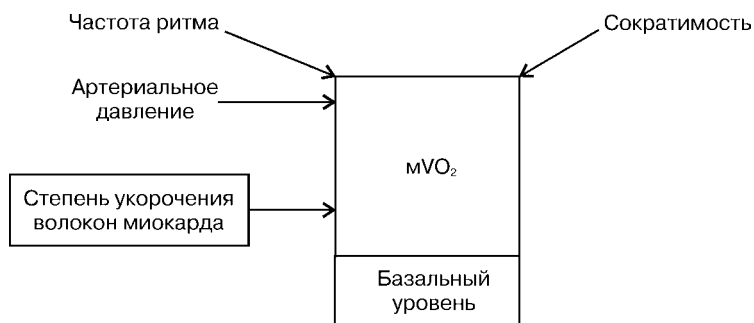 Частота ритма
Сократимость
Артериальное
давление
мVO₂
Степень укорочения
волокон миокарда
Базальный
уровень